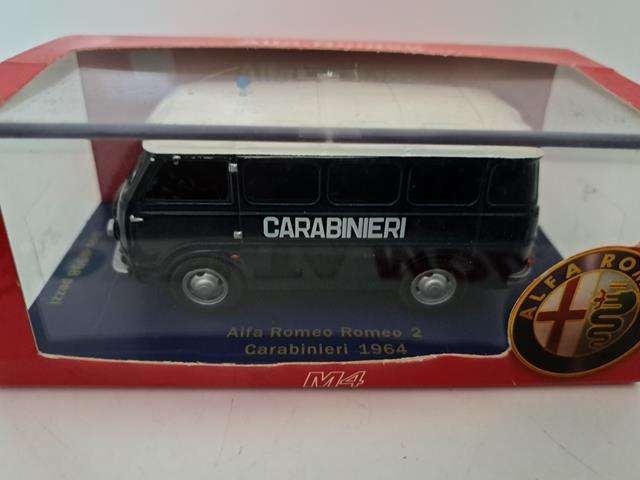 CARABINIERI
Alfa Romeo Romeo 2
Carabinieri 1964
M4
ALFA ROM